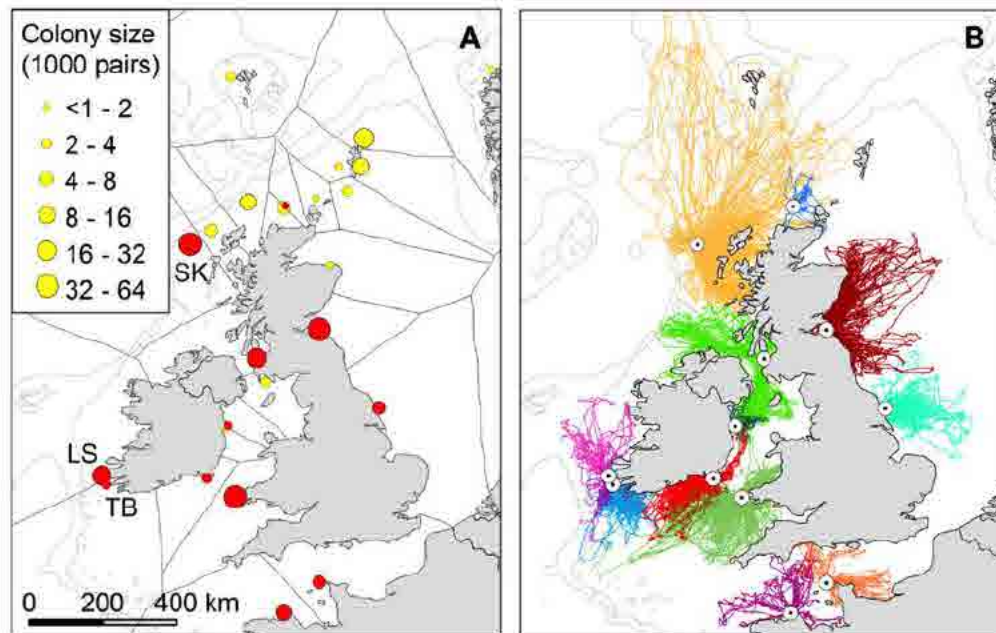 Colony size
(1000 pairs)
<1 - 2
2 - 4
4 - 8
8 - 16
16 - 32
32 - 64
A
SK
LS
TB
0 200 400 km
B